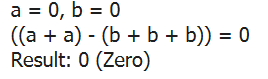 a = 0, b = 0
((a + a) - (b + b + b)) = 0
Result: 0 (Zero)